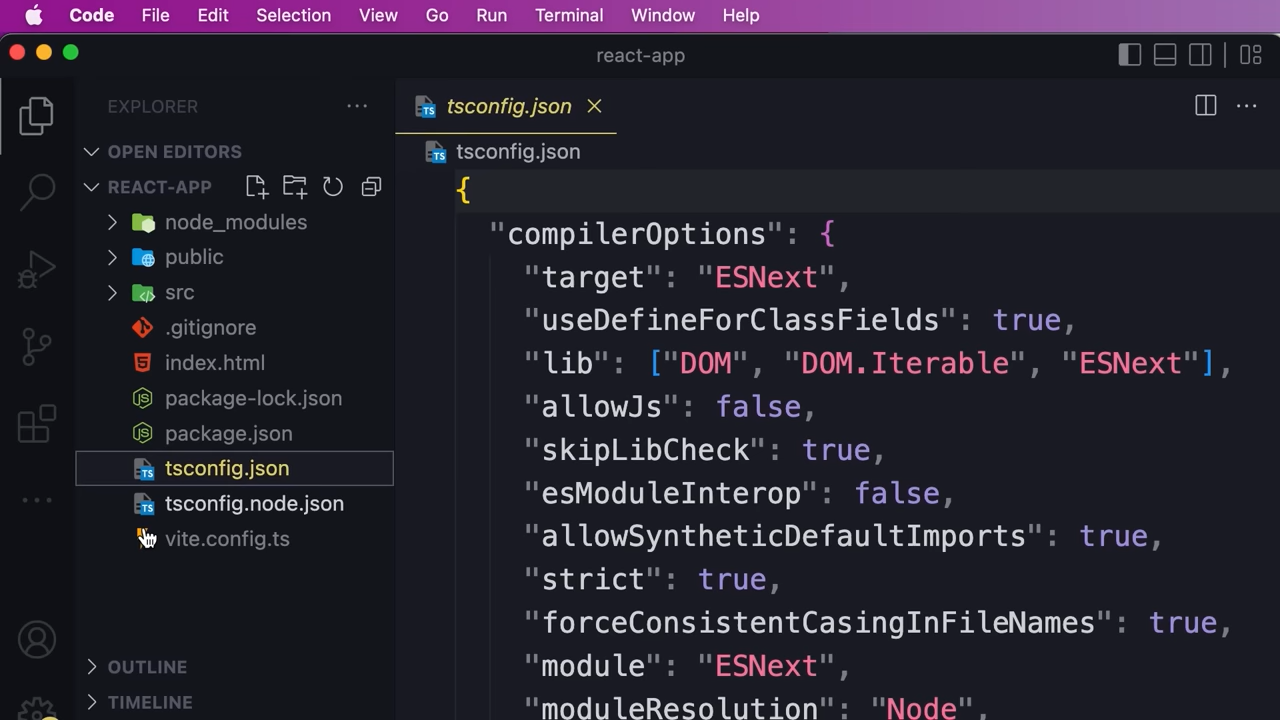 Code File Edit Selection View Go Run Terminal Window Help
react-app
EXPLORER
OPEN EDITORS
REACT-APP
node_modules
public
src
.gitignore
index.html
package-lock.json
package.json
tsconfig.json
tsconfig.node.json
vite.config.ts
OUTLINE
TIMELINE
tsconfig.json
tsconfig.json
{
"compilerOptions": {
"target": "ESNext",
"useDefineForClassFields": true,
"lib": ["DOM", "DOM.Iterable", "ESNext"],
"allowJs": false,
"skipLibCheck": true,
"esModuleInterop": false,
"allowSyntheticDefaultImports": true,
"strict": true,
"forceConsistentCasingInFileNames": true,
"module": "ESNext",
"moduleResolution": "Node",